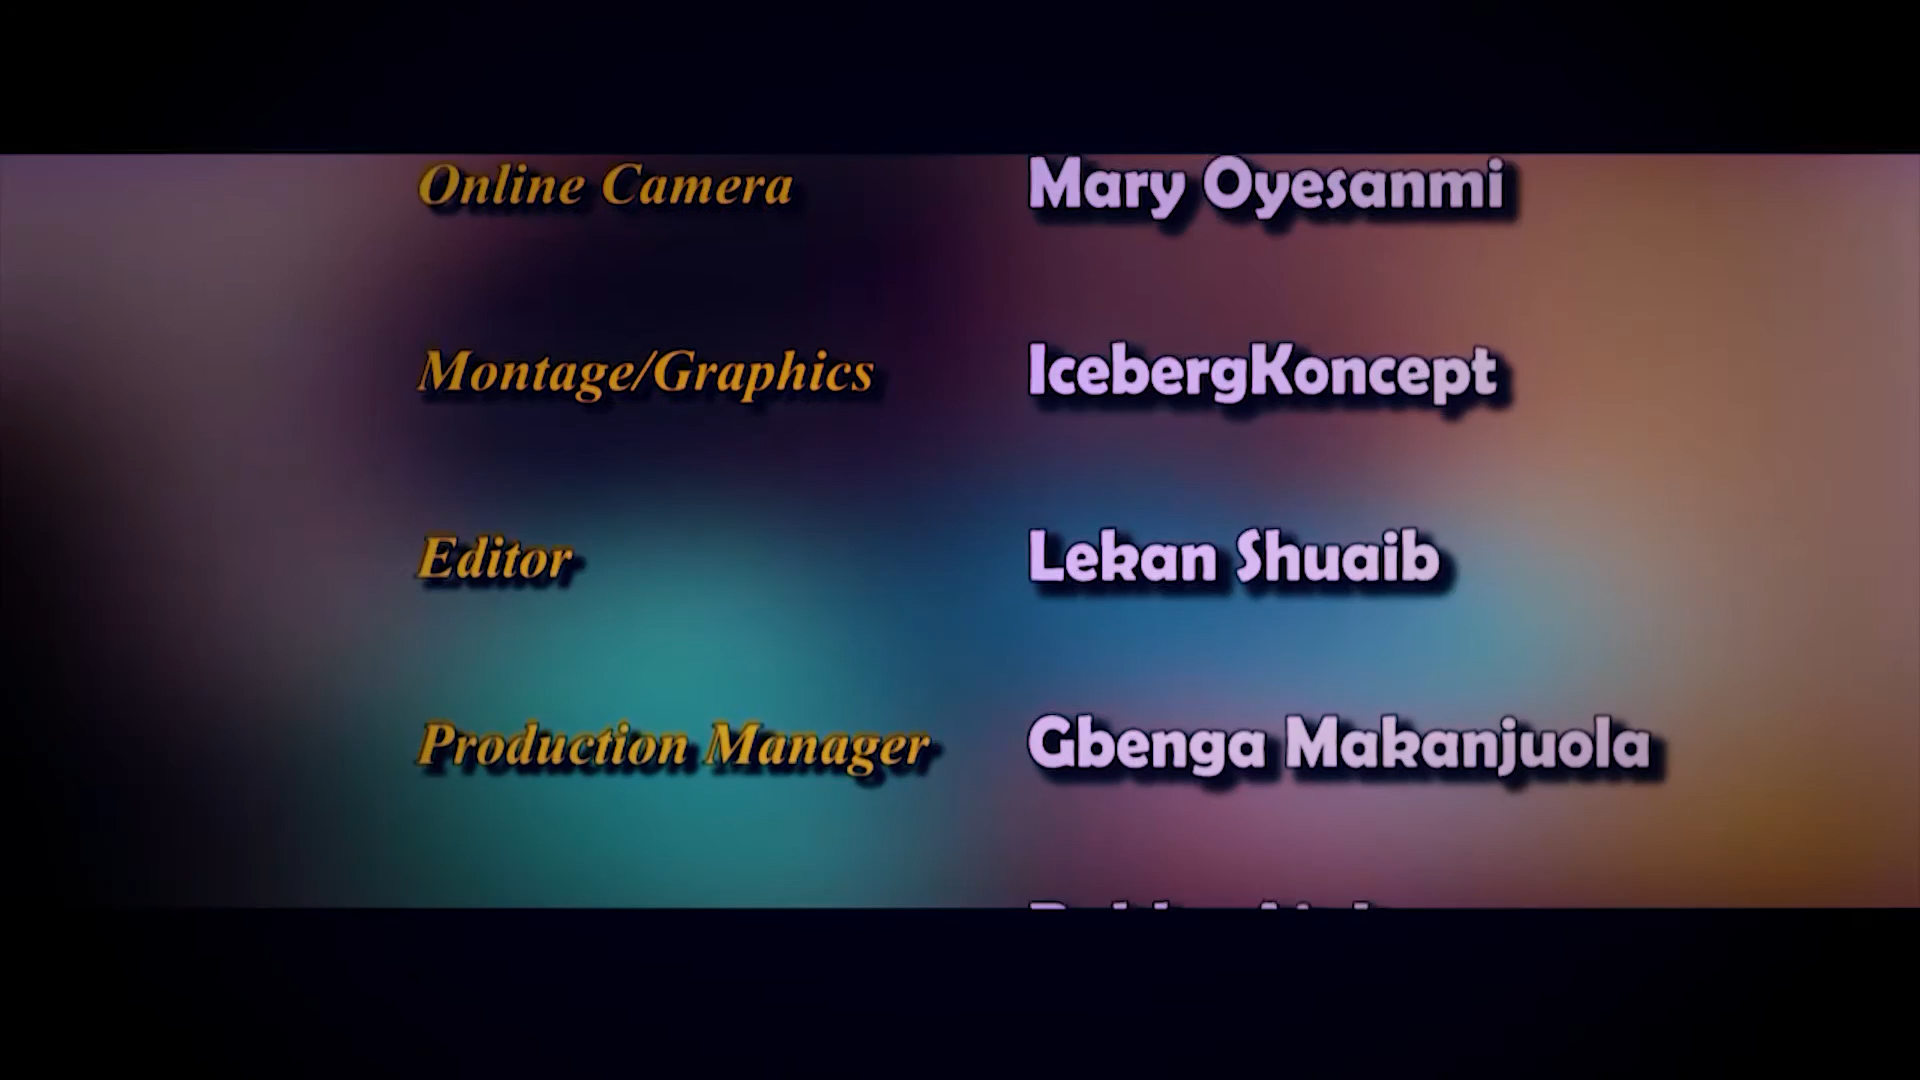 Online Camera Mary Oyesanmi
Montage/Graphics IcebergKoncept
Editor Lekan Shuaib
Production Manager Gbenga Makanjuola